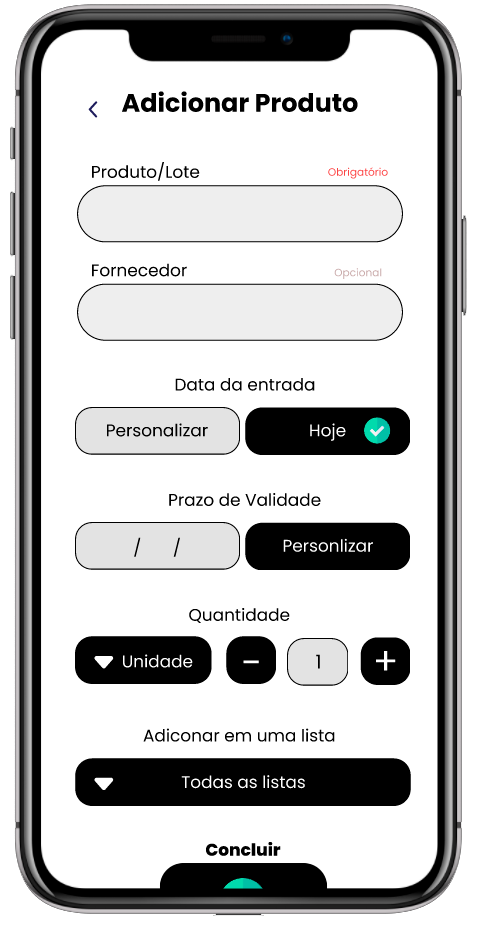 Adicionar Produto
Produto/Lote Obrigatório
Fornecedor Opcional
Data da entrada
Personalizar Hoje
Prazo de Validade
/ / Personlizar
Quantidade
Unidade − 1 +
Adiconar em uma lista
Todas as listas
Concluir